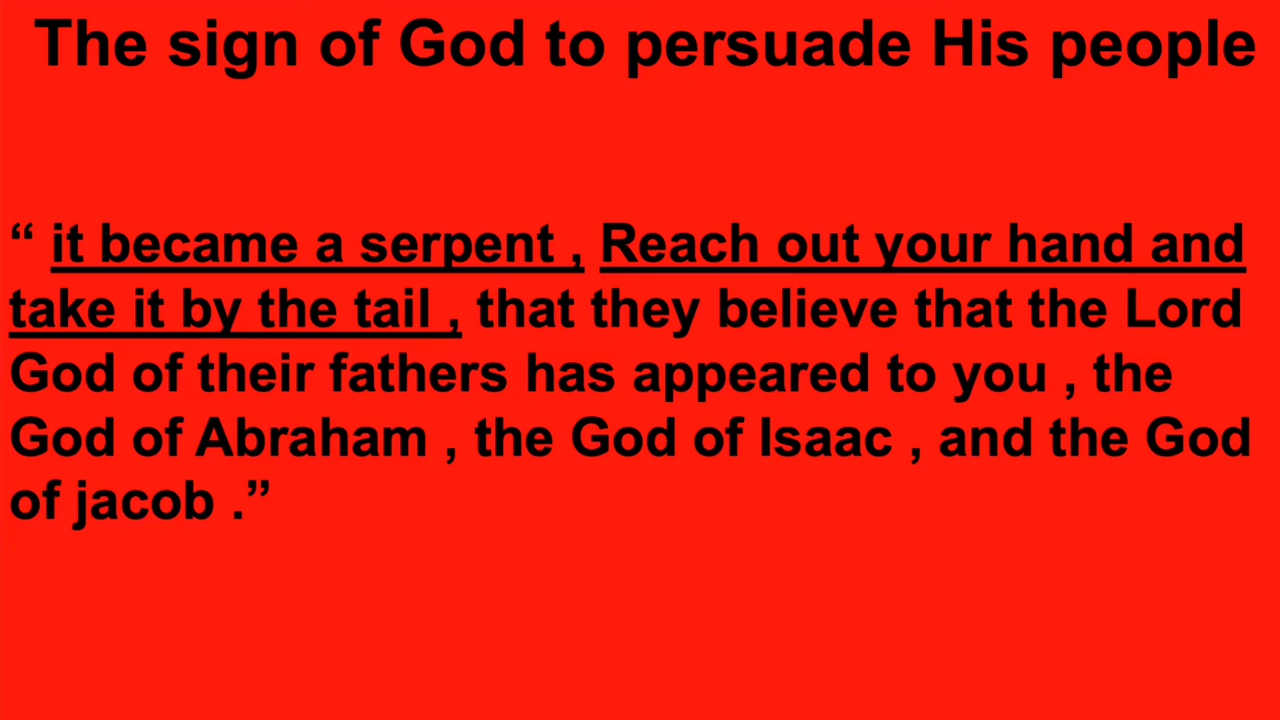 The sign of God to persuade His people
“ it became a serpent , Reach out your hand and
take it by the tail , that they believe that the Lord
God of their fathers has appeared to you , the
God of Abraham , the God of Isaac , and the God
of jacob .”